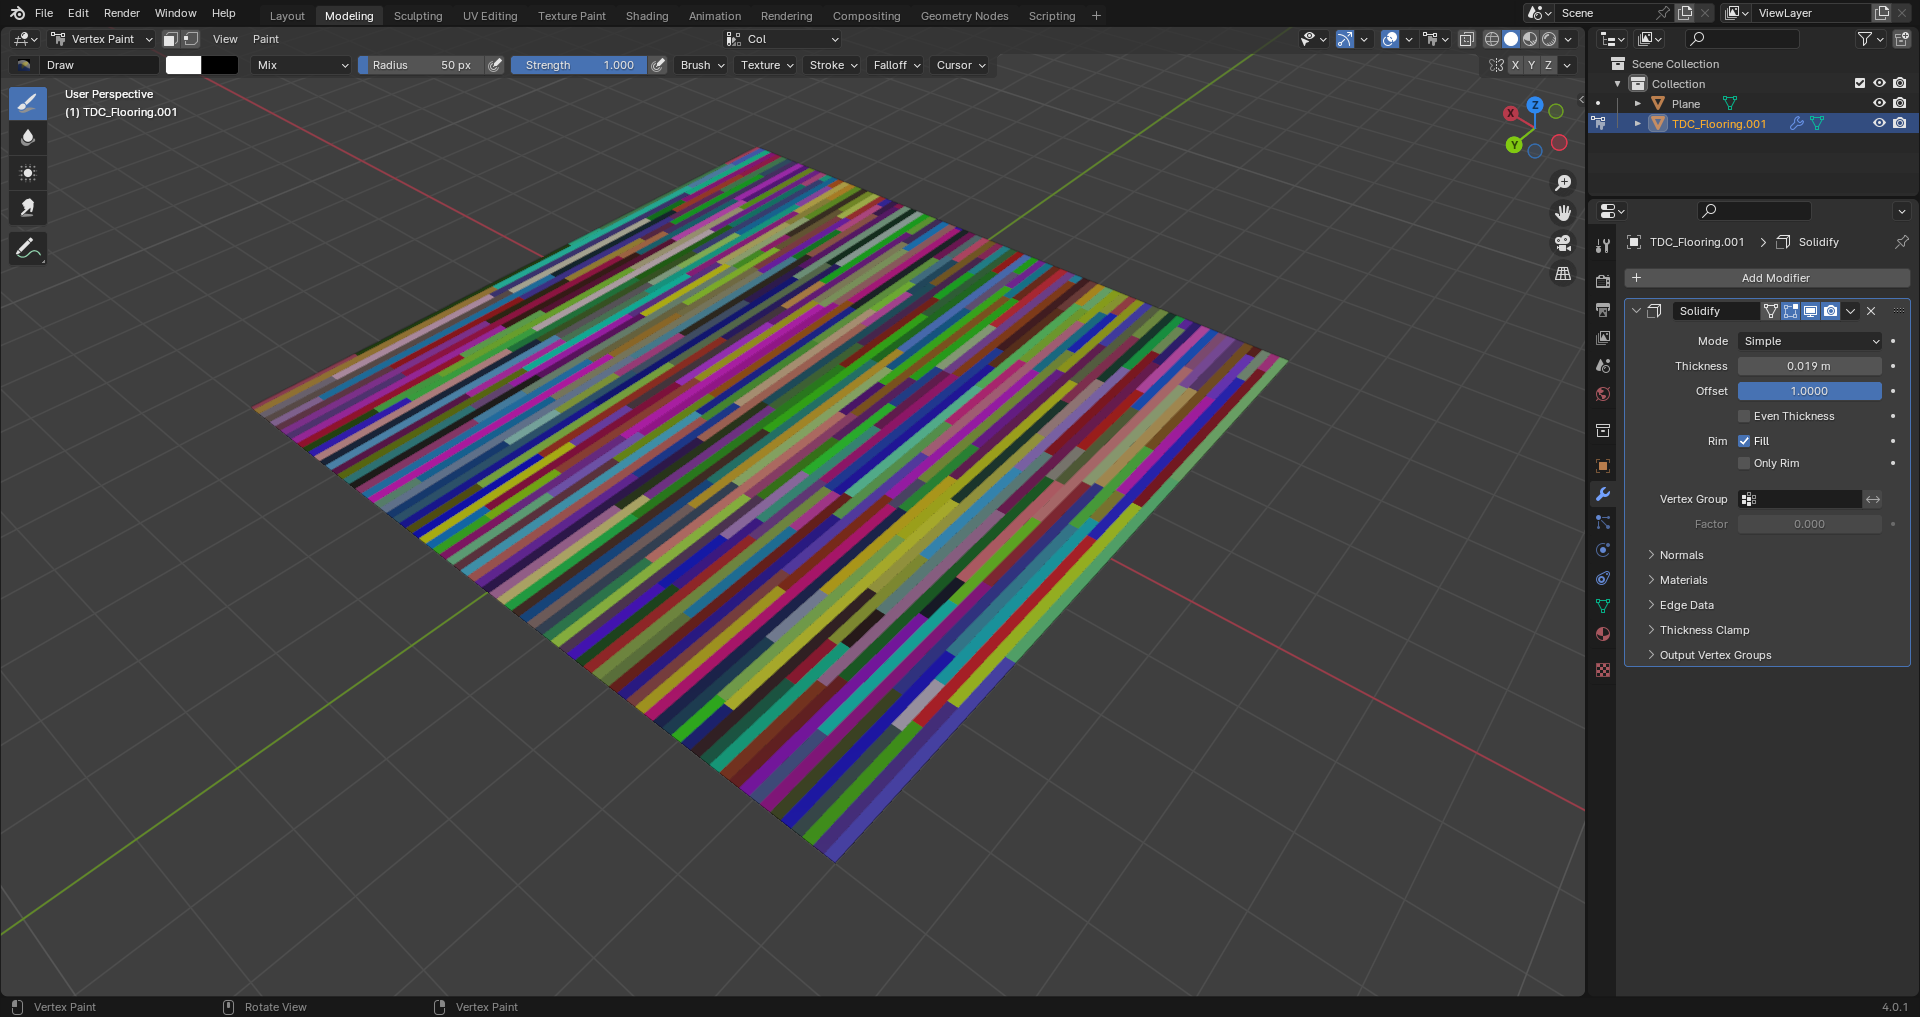 File Edit Render Window Help Layout Modeling Sculpting UV Editing Texture Paint Shading Animation Rendering Compositing Geometry Nodes Scripting Scene ViewLayer
Vertex Paint View Paint Col
Draw Mix Radius 50 px Strength 1.000 Brush Texture Stroke Falloff Cursor X Y Z
User Perspective
(1) TDC_Flooring.001
X
Y
Z
Scene Collection
Collection
Plane
TDC_Flooring.001
TDC_Flooring.001 Solidify
Add Modifier
Solidify
Mode Simple
Thickness 0.019 m
Offset 1.0000
Even Thickness
Rim Fill
Only Rim
Vertex Group
Factor 0.000
Normals
Materials
Edge Data
Thickness Clamp
Output Vertex Groups
Vertex Paint Rotate View Vertex Paint 4.0.1